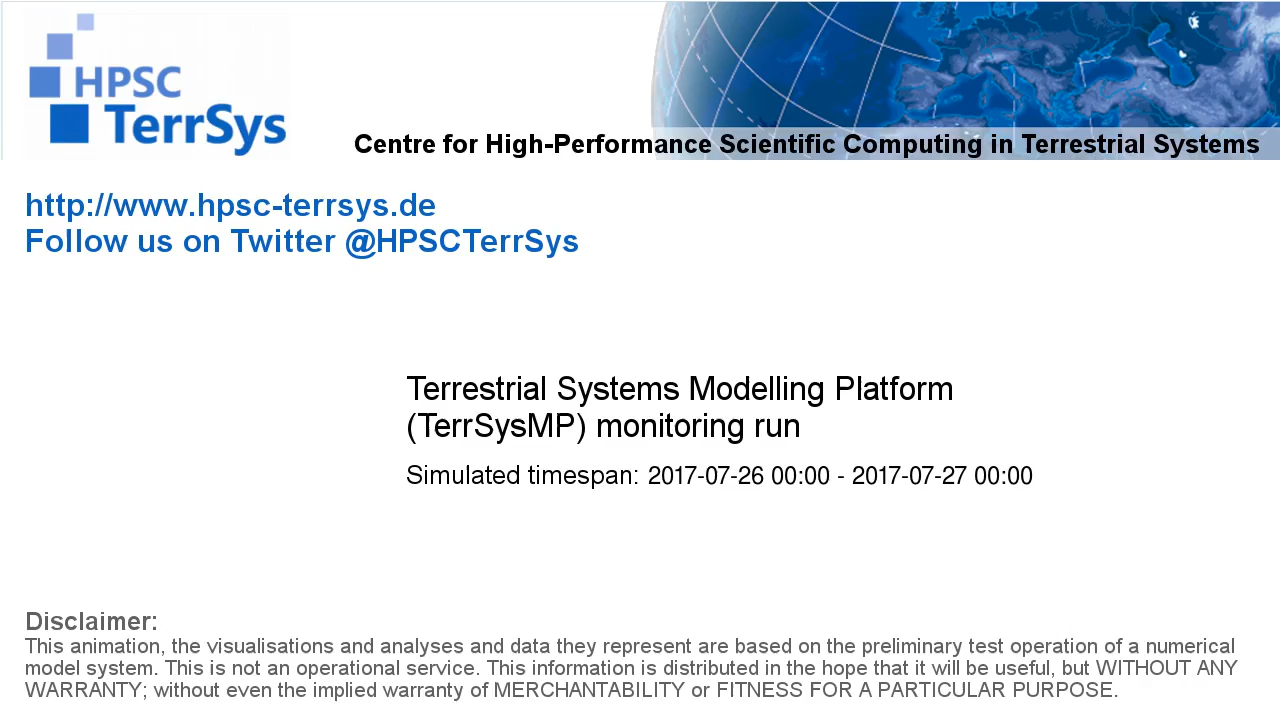 HPSC
TerrSys
Centre for High-Performance Scientific Computing in Terrestrial Systems
http://www.hpsc-terrsys.de
Follow us on Twitter @HPSCTerrSys
Terrestrial Systems Modelling Platform
(TerrSysMP) monitoring run
Simulated timespan: 2017-07-26 00:00 - 2017-07-27 00:00
Disclaimer:
This animation, the visualisations and analyses and data they represent are based on the preliminary test operation of a numerical
model system. This is not an operational service. This information is distributed in the hope that it will be useful, but WITHOUT ANY
WARRANTY; without even the implied warranty of MERCHANTABILITY or FITNESS FOR A PARTICULAR PURPOSE.